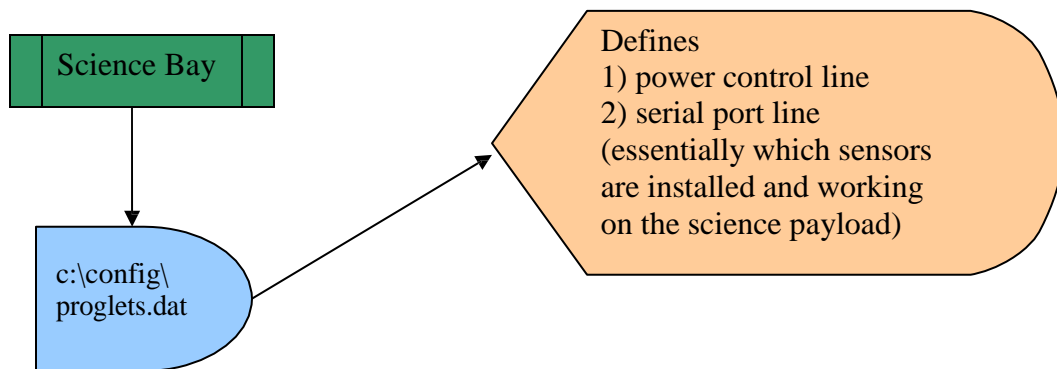 Science Bay
Defines
1) power control line
2) serial port line
(essentially which sensors
are installed and working
on the science payload)
c:\config\
proglets.dat